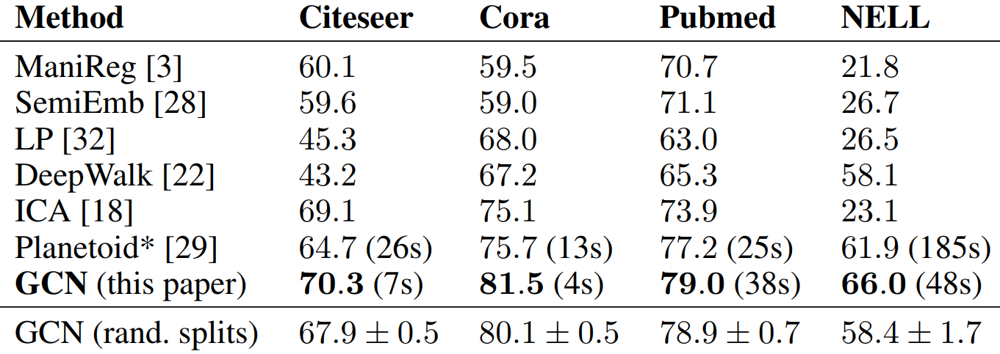 Method Citeseer Cora Pubmed NELL
ManiReg [3] 60.1 59.5 70.7 21.8
SemiEmb [28] 59.6 59.0 71.1 26.7
LP [32] 45.3 68.0 63.0 26.5
DeepWalk [22] 43.2 67.2 65.3 58.1
ICA [18] 69.1 75.1 73.9 23.1
Planetoid* [29] 64.7 (26s) 75.7 (13s) 77.2 (25s) 61.9 (185s)
GCN (this paper) 70.3 (7s) 81.5 (4s) 79.0 (38s) 66.0 (48s)
GCN (rand. splits) 67.9 ± 0.5 80.1 ± 0.5 78.9 ± 0.7 58.4 ± 1.7